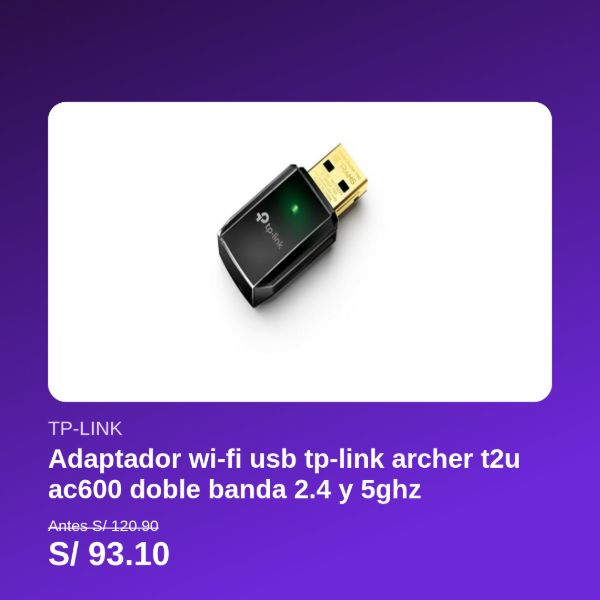 tp-link
TP-LINK
Adaptador wi-fi usb tp-link archer t2u
ac600 doble banda 2.4 y 5ghz
Antes S/ 120.90
S/ 93.10